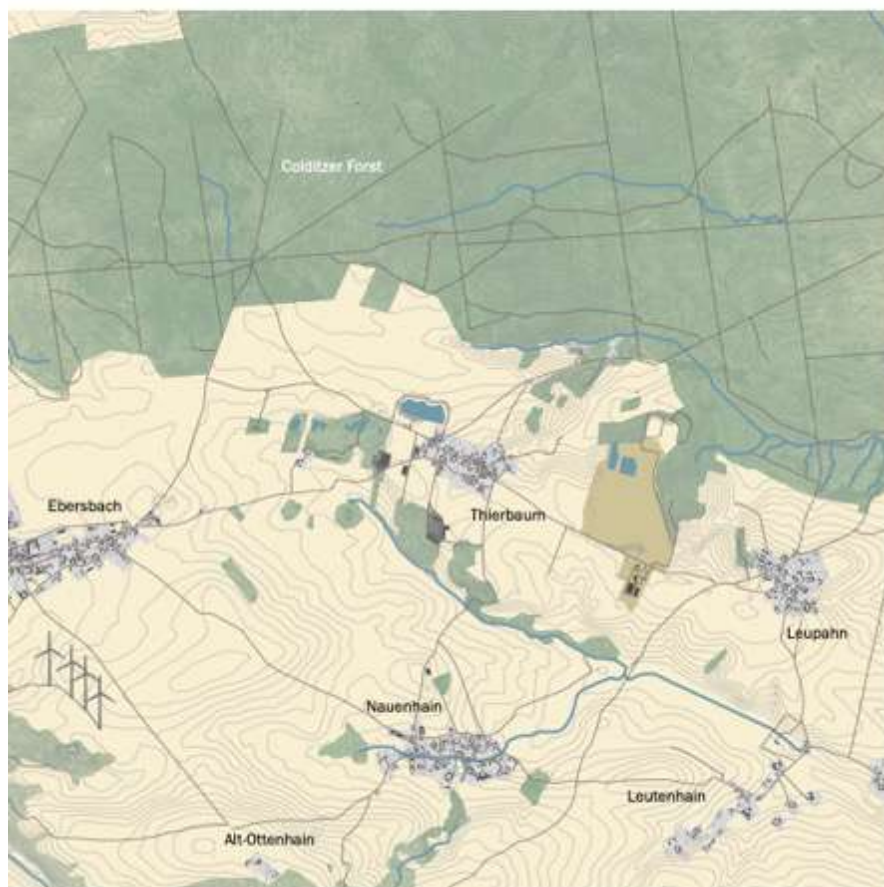 Colditzer Forst
Ebersbach
Thierbaum
Leupahn
Nauenhain
Leutenhain
Alt-Ottenhain